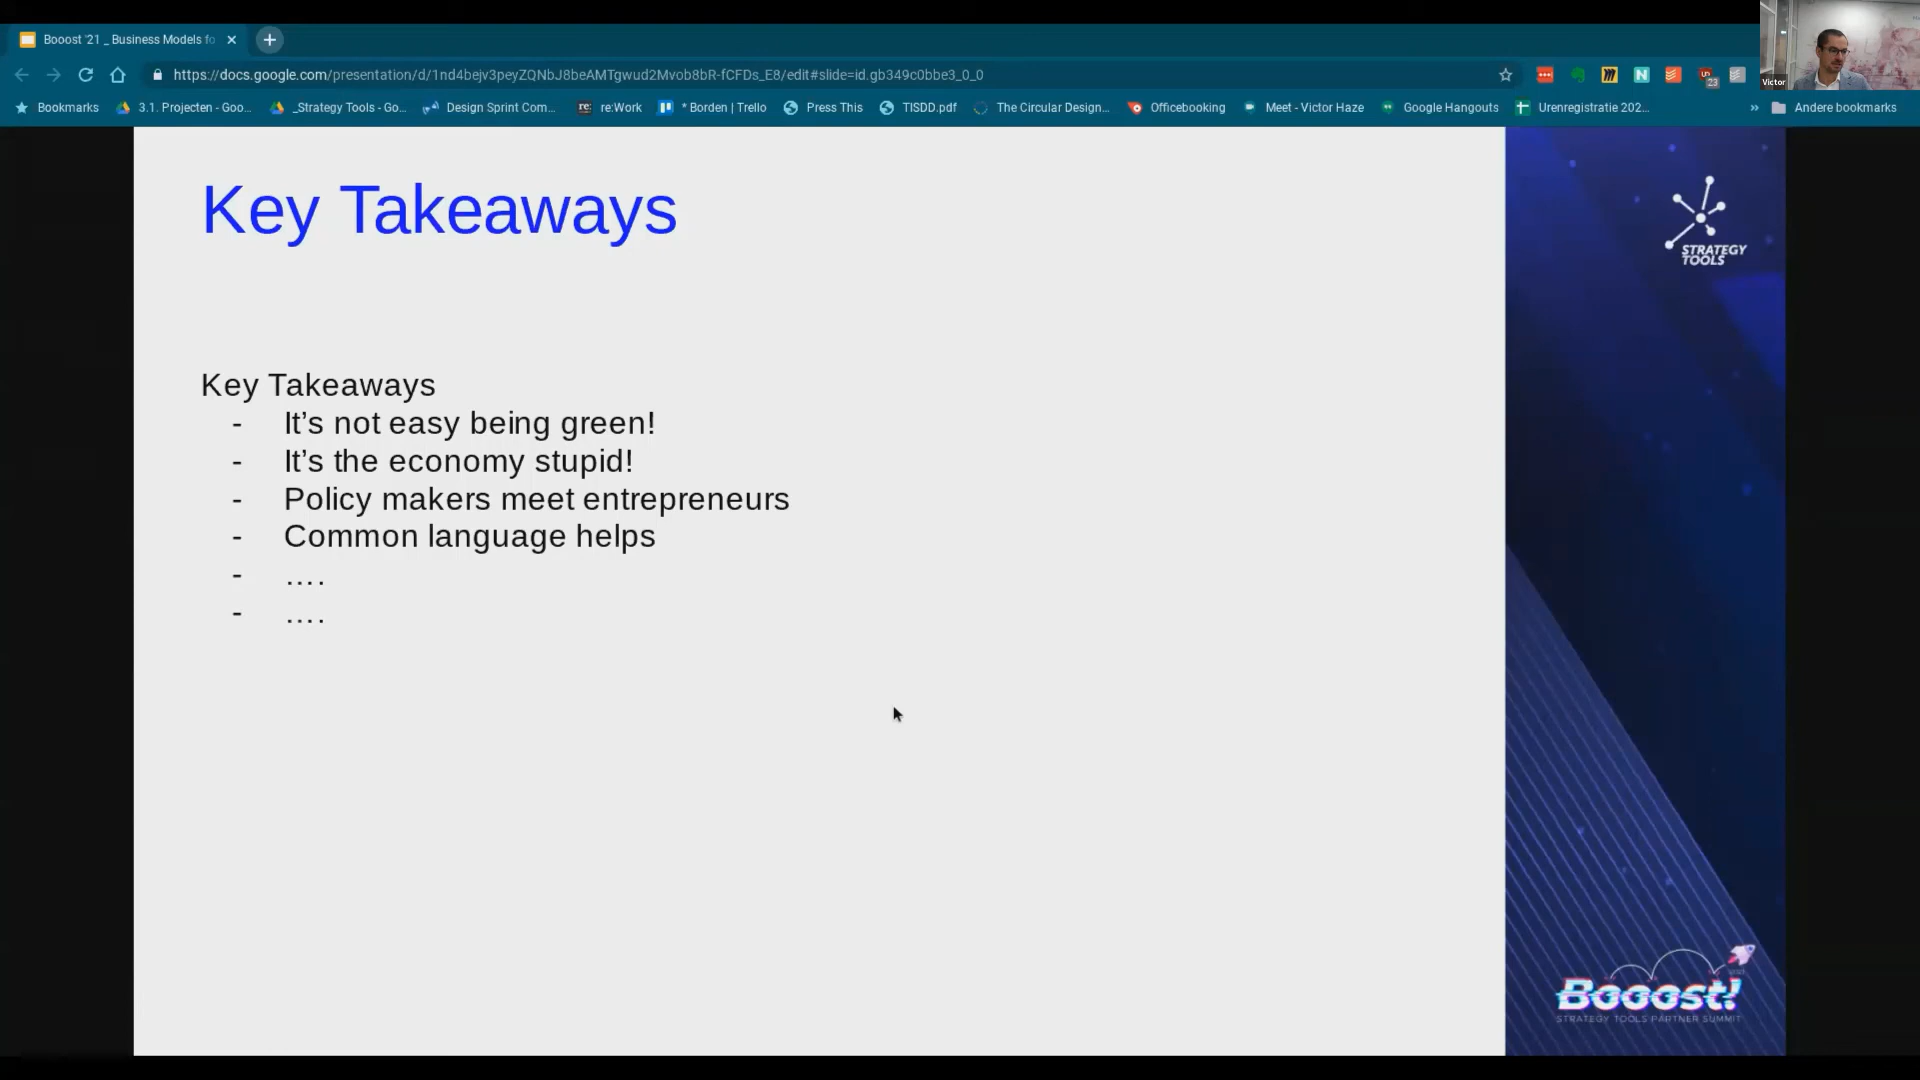 Booost '21 _ Business Models fo
https://docs.google.com/presentation/d/1nd4bejv3peyZQNbJ8beAMTgwud2Mvob8bR-fCFDs_E8/edit#slide=id.gb349c0bbe3_0_0
23
Victor
Bookmarks 3.1. Projecten - Goo... _Strategy Tools - Go... Design Sprint Com... re: re:Work * Borden | Trello Press This TISDD.pdf The Circular Design... Officebooking Meet - Victor Haze Google Hangouts Urenregistratie 202... » Andere bookmarks
Key Takeaways
STRATEGY
TOOLS
Key Takeaways
- It's not easy being green!
- It's the economy stupid!
- Policy makers meet entrepreneurs
- Common language helps
- ....
- ....
Booost!
STRATEGY TOOLS PARTNER SUMMIT